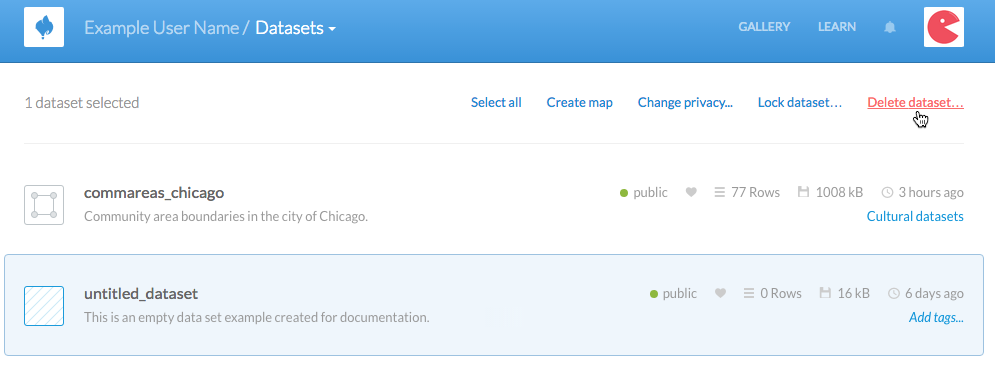 Example User Name / Datasets GALLERY LEARN
1 dataset selected Select all Create map Change privacy... Lock dataset... Delete dataset...
commareas_chicago public 77 Rows 1008 kB 3 hours ago
Community area boundaries in the city of Chicago. Cultural datasets
untitled_dataset public 0 Rows 16 kB 6 days ago
This is an empty data set example created for documentation. Add tags...